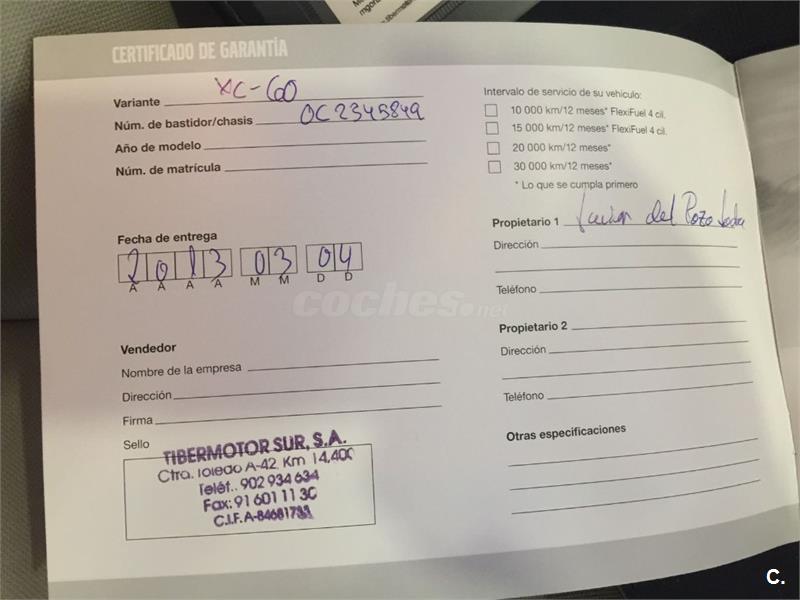 CERTIFICADO DE GARANTÍA
Variante XC-60
Núm. de bastidor/chasis 0C2345849
Año de modelo
Núm. de matrícula
Fecha de entrega
2013 03 04
A A A A M M D D
Vendedor
Nombre de la empresa
Dirección
Firma
Sello
TIBERMOTOR SUR, S.A.
Ctra. Toledo A-42, Km 14,400
Teléf.: 902 934 634
Fax: 91 601 11 30
C.I.F. A-84681733
Intervalo de servicio de su vehículo:
10 000 km/12 meses* FlexiFuel 4 cil.
15 000 km/12 meses* FlexiFuel 4 cil.
20 000 km/12 meses*
30 000 km/12 meses*
* Lo que se cumpla primero
Propietario 1 del Pozo
Dirección
Teléfono
Propietario 2
Dirección
Teléfono
Otras especificaciones
coches.net
C.